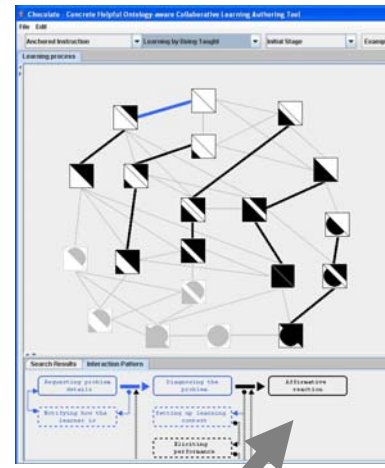 Chocolato - Concrete Helpful Ontology-aware Collaborative Learning Authoring Tool
File Edit
Anchored Instruction
Learning by Being Taught
Initial Stage
Exampl
Learning process
Search Results Interaction Pattern
Requesting problem
details
Diagnosing the
problem
Affirmative
reaction
Notifying how the
learner is
Setting up learning
context
Eliciting
performance